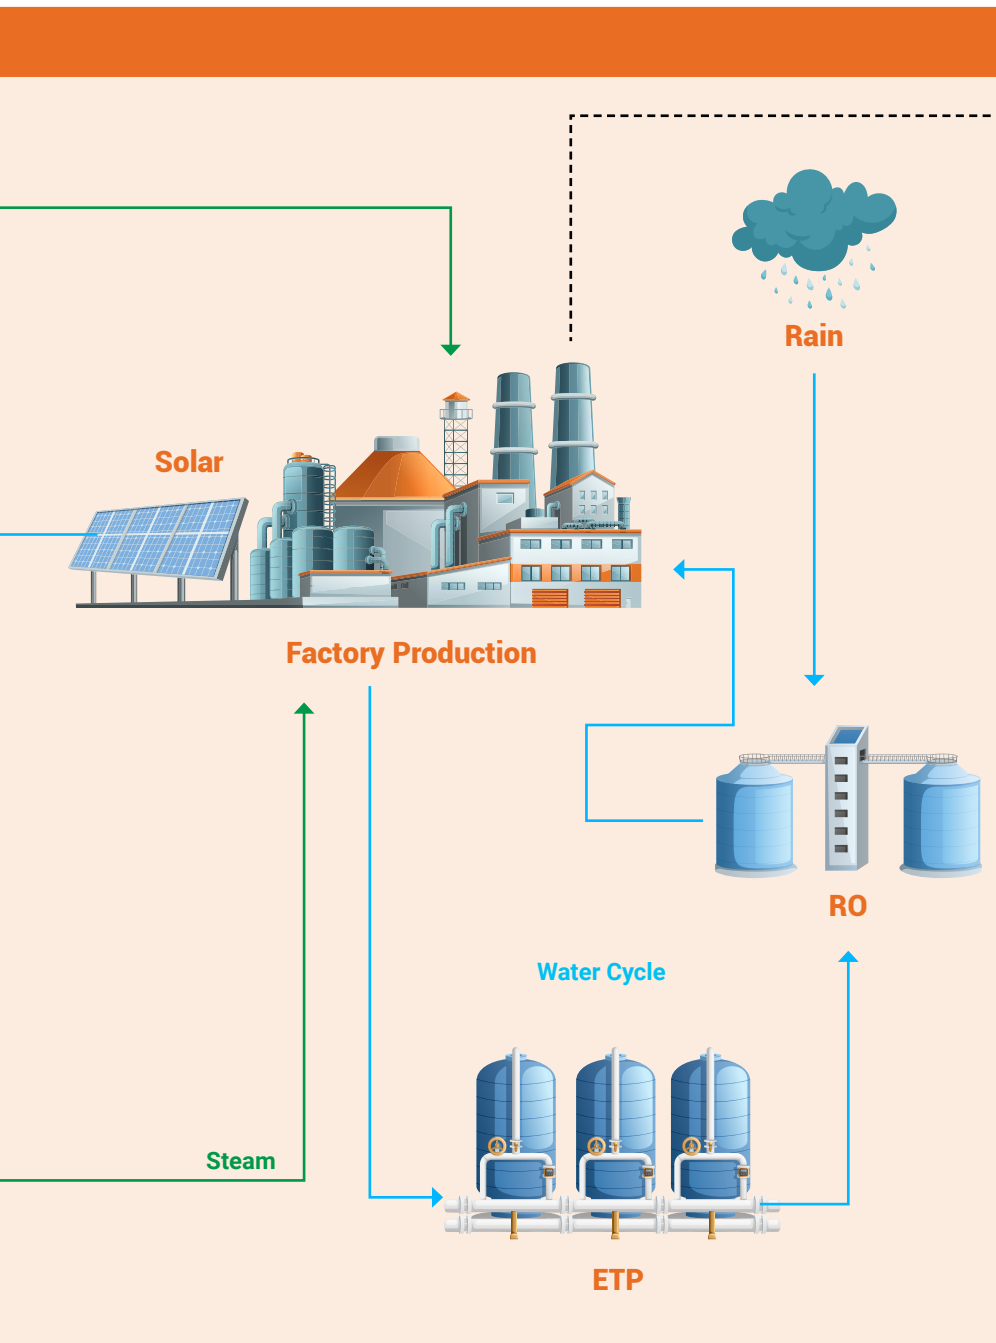 Rain
Solar
Factory Production
RO
Water Cycle
Steam
ETP